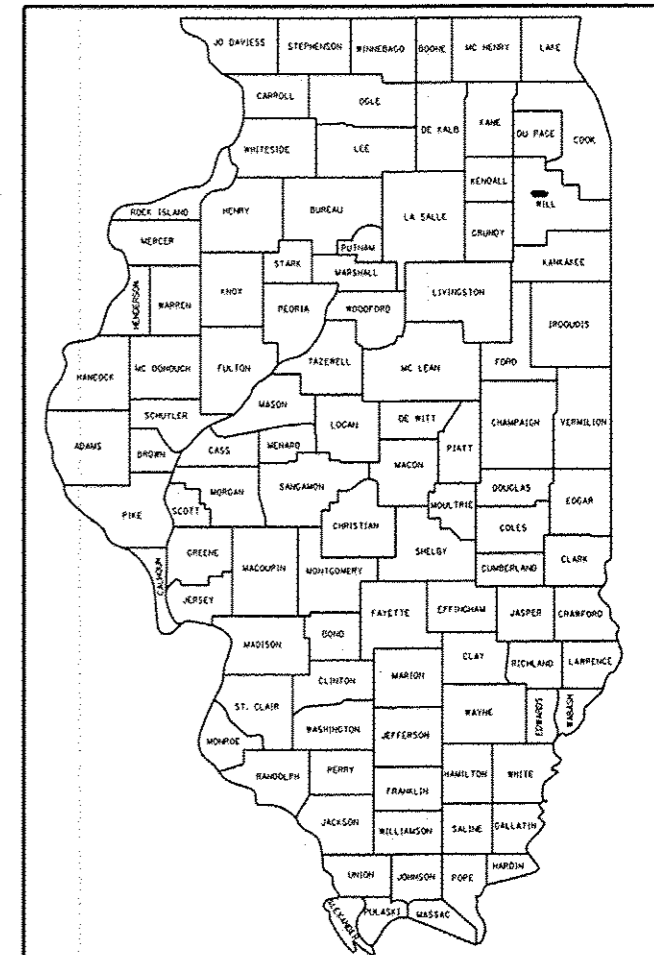 JO DAVIESS STEPHENSON WINNEBAGO BOONE MC HENRY LAKE
CARROLL OGLE DE KALB KANE DU PAGE COOK
WHITESIDE LEE
KENDALL
ROCK ISLAND HENRY BUREAU LA SALLE GRUNDY WILL
MERCER PUTNAM
STARK MARSHALL KANKAKEE
HENDERSON WARREN KNOX PEORIA WOODFORD LIVINGSTON IROQUOIS
HANCOCK MC DONOUGH FULTON TAZEWELL MC LEAN FORD
SCHUYLER MASON LOGAN DE WITT CHAMPAIGN VERMILION
ADAMS BROWN CASS MENARD PIATT
MACON
PIKE SCOTT MORGAN SANGAMON CHRISTIAN MOULTRIE DOUGLAS EDGAR
COLES
CALHOUN GREENE MACOUPIN MONTGOMERY SHELBY CUMBERLAND CLARK
JERSEY FAYETTE EFFINGHAM JASPER CRAWFORD
MADISON BOND
CLAY RICHLAND LAWRENCE
CLINTON MARION
ST. CLAIR WAYNE EDWARDS WABASH
WASHINGTON JEFFERSON
MONROE
RANDOLPH PERRY HAMILTON WHITE
FRANKLIN
JACKSON WILLIAMSON SALINE GALLATIN
HARDIN
UNION JOHNSON POPE
ALEXANDER PULASKI MASSAC